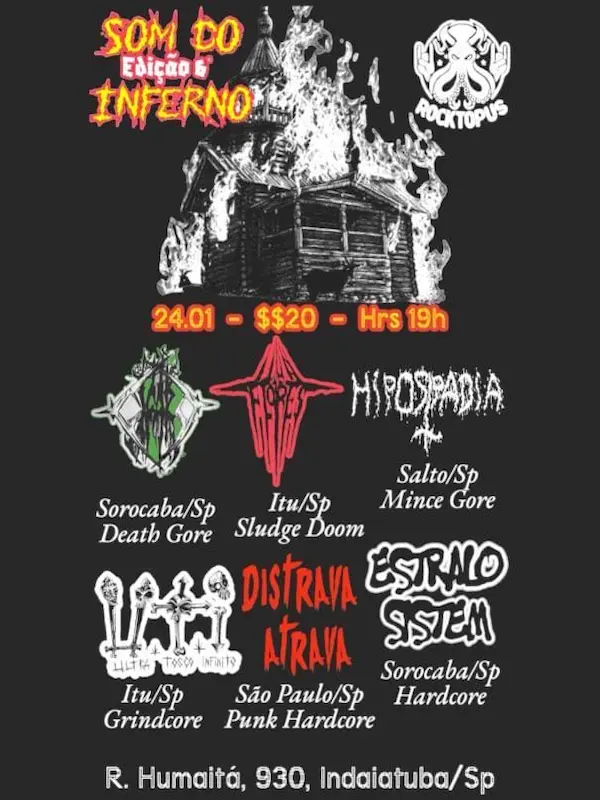 SOM DO
Edição 6
INFERNO
ROCKTOPUS
24.01 - $$20 - Hrs 19h
HIPOSPADIA
Sorocaba/Sp
Death Gore
Itu/Sp
Sludge Doom
Salto/Sp
Mince Gore
UTI
ULTRA TOSCO INFINITO
DISTRAVA
ATRAVA
ESTRALO
SISTEM
Itu/Sp
Grindcore
São Paulo/Sp
Punk Hardcore
Sorocaba/Sp
Hardcore
R. Humaitá, 930, Indaiatuba/Sp